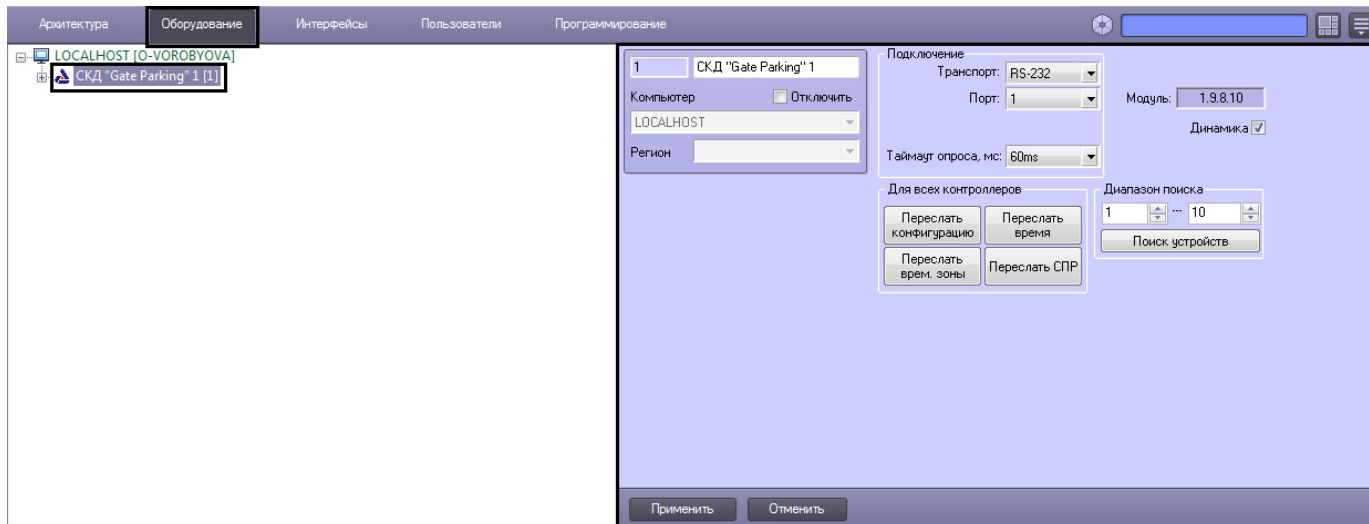 Архитектура Оборудование Интерфейсы Пользователи Программирование
LOCALHOST [O-VOROBYOVA]
СКД "Gate Parking" 1 [1]
1 СКД "Gate Parking" 1
Компьютер Отключить
LOCALHOST
Регион
Подключение
Транспорт: RS-232
Порт: 1
Таймаут опроса, мс: 60ms
Модуль: 1.9.8.10
Динамика
Для всех контроллеров
Переслать конфигурацию
Переслать время
Переслать врем. зоны
Переслать СПР
Диапазон поиска
1 ... 10
Поиск устройств
Применить Отменить